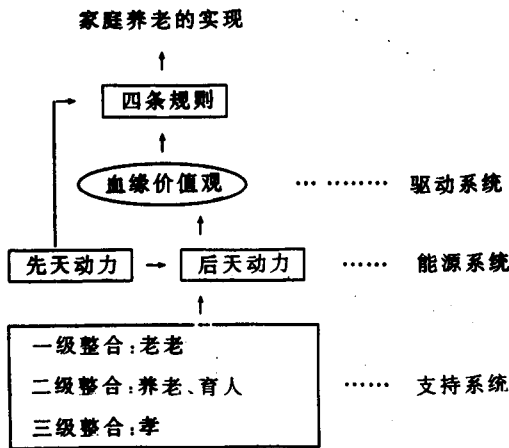 家庭养老的实现
四条规则
血缘价值观 … ……… 驱动系统
先天动力 后天动力 …… 能源系统
一级整合:老老
二级整合:养老、育人 …… 支持系统
三级整合:孝